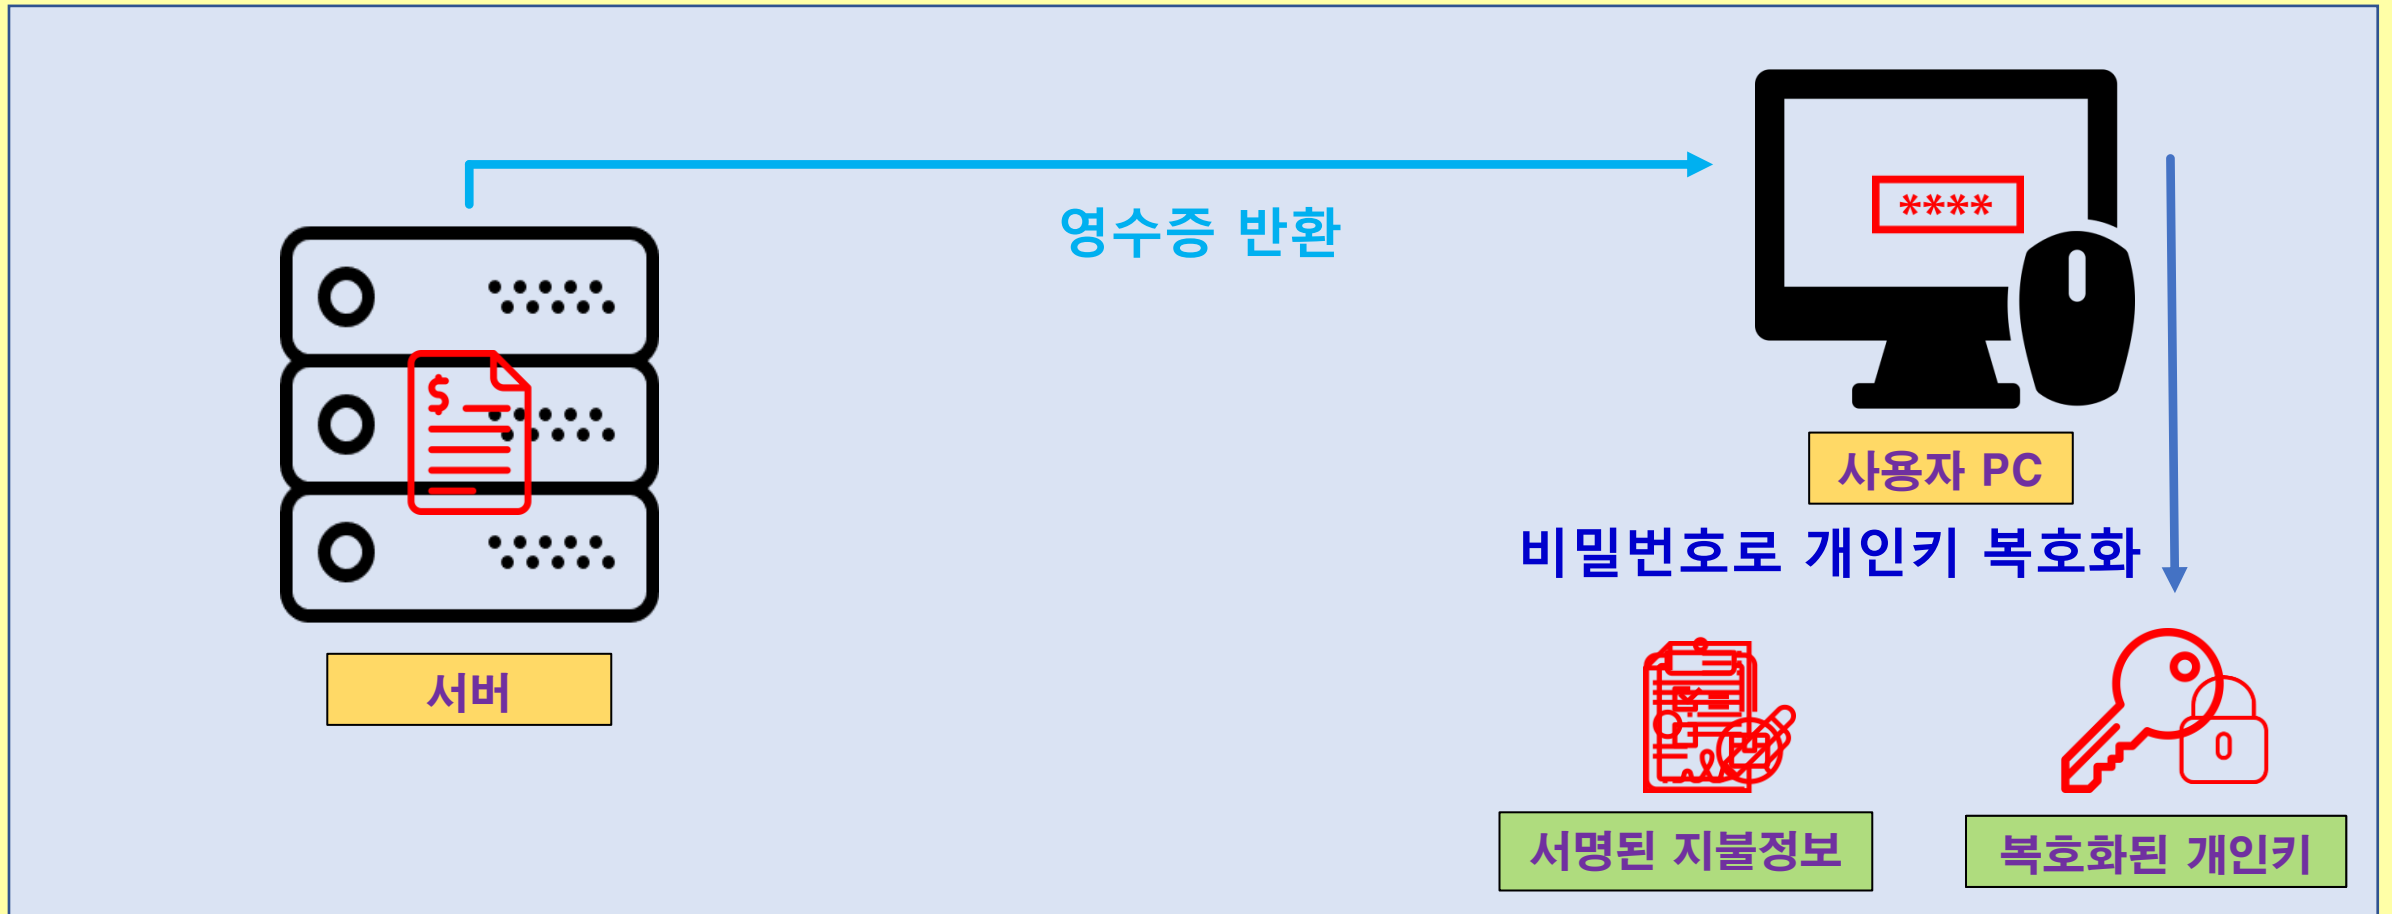 ****
영수증 반환
$
사용자 PC
비밀번호로 개인키 복호화
서버
서명된 지불정보
복호화된 개인키